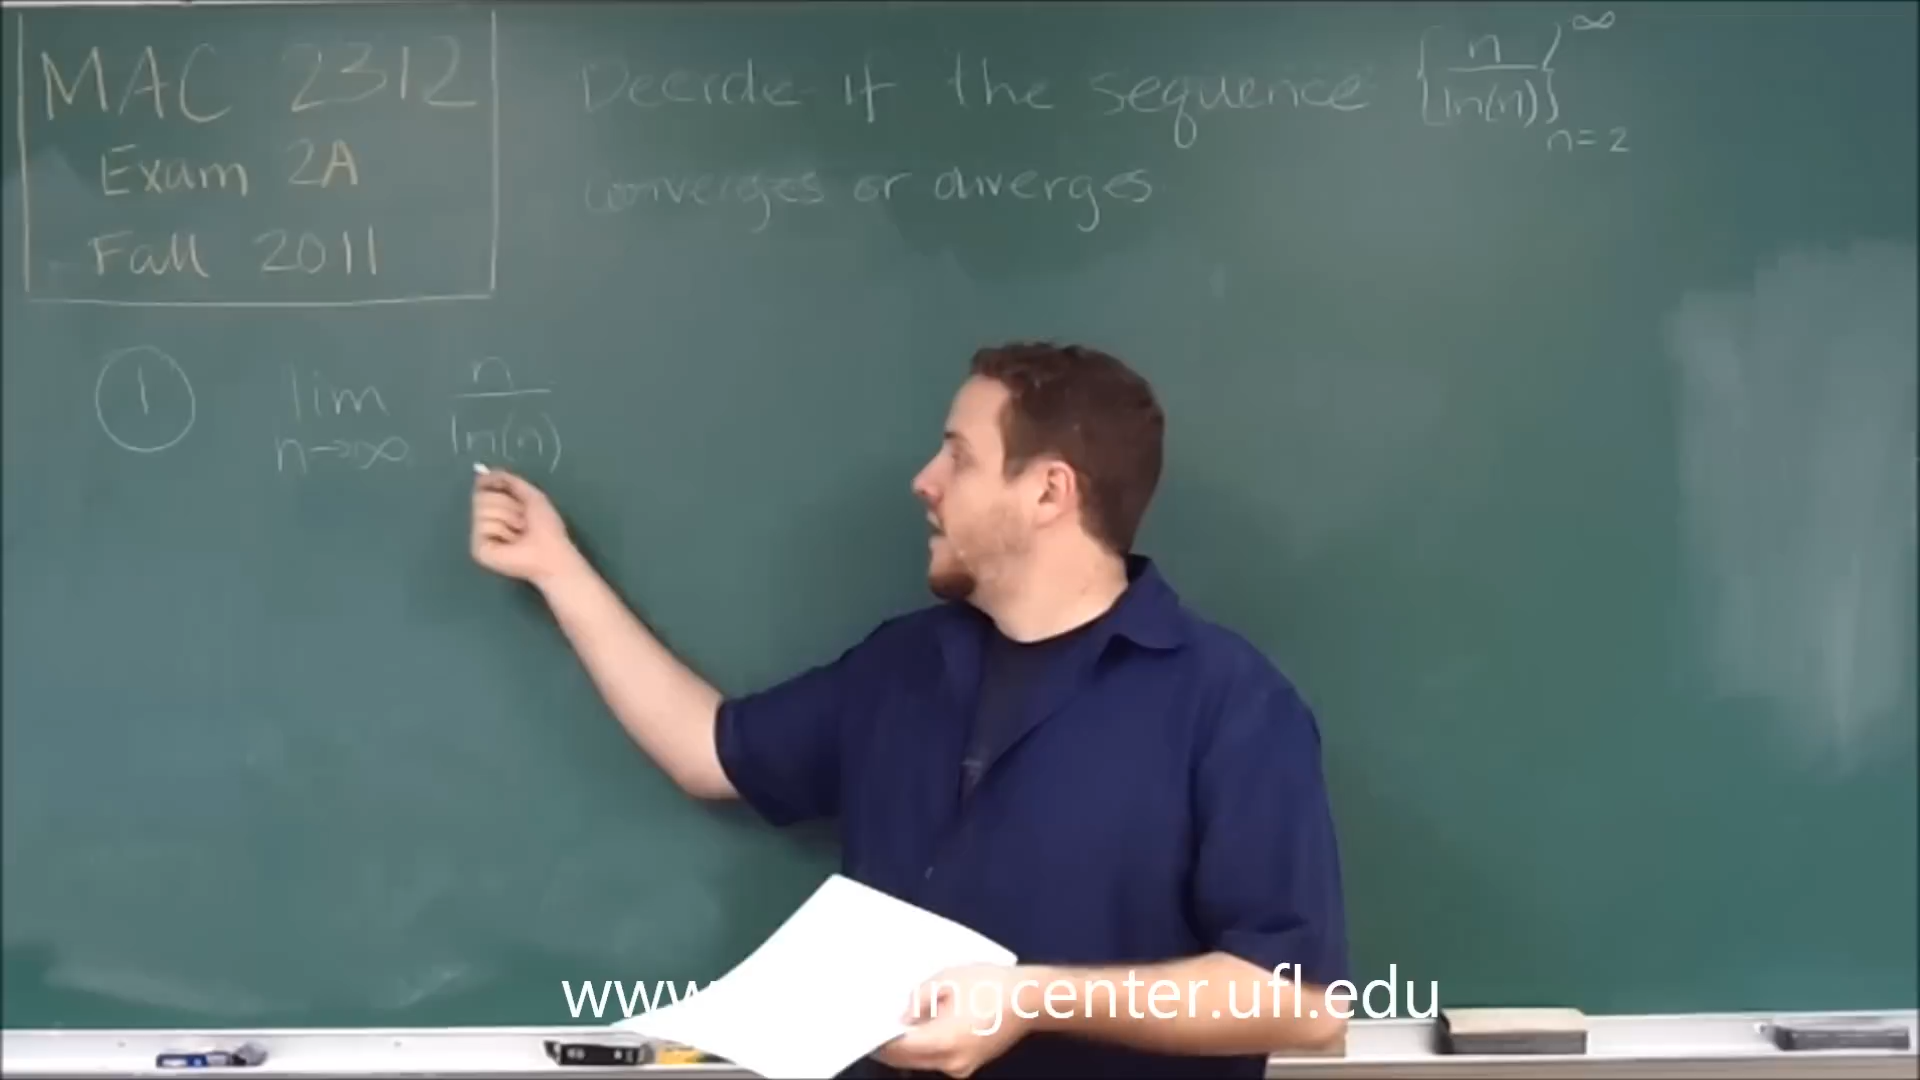 MAC 2312
Exam 2A
Fall 2011
Decide if the sequence {n/ln(n)}^∞_{n=2}
converges or diverges
① lim_{n→∞} n/ln(n)
www. ngcenter.ufl.edu